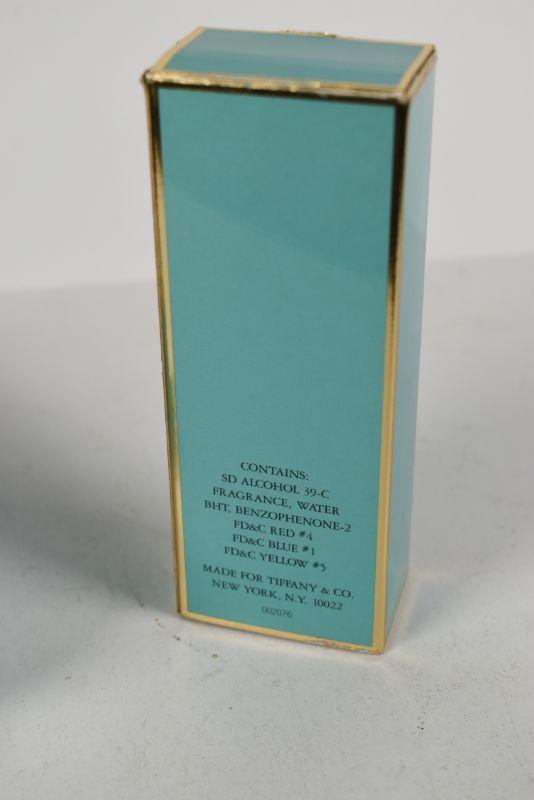 CONTAINS:
SD ALCOHOL 39-C
FRAGRANCE, WATER
BHT, BENZOPHENONE-2
FD&C RED #4
FD&C BLUE #1
FD&C YELLOW #5
MADE FOR TIFFANY & CO.
NEW YORK, N.Y. 10022
002076